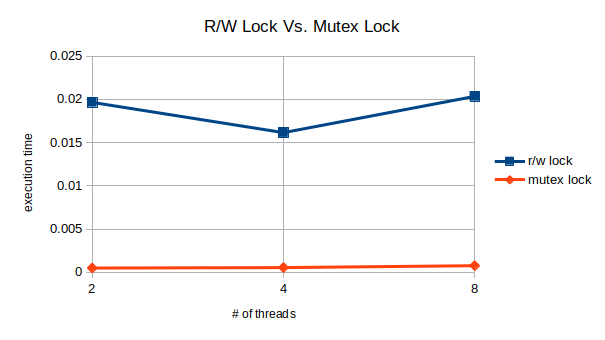 R/W Lock Vs. Mutex Lock
0.025
0.02
0.015
0.01
0.005
0
execution time
2
4
8
# of threads
r/w lock
mutex lock